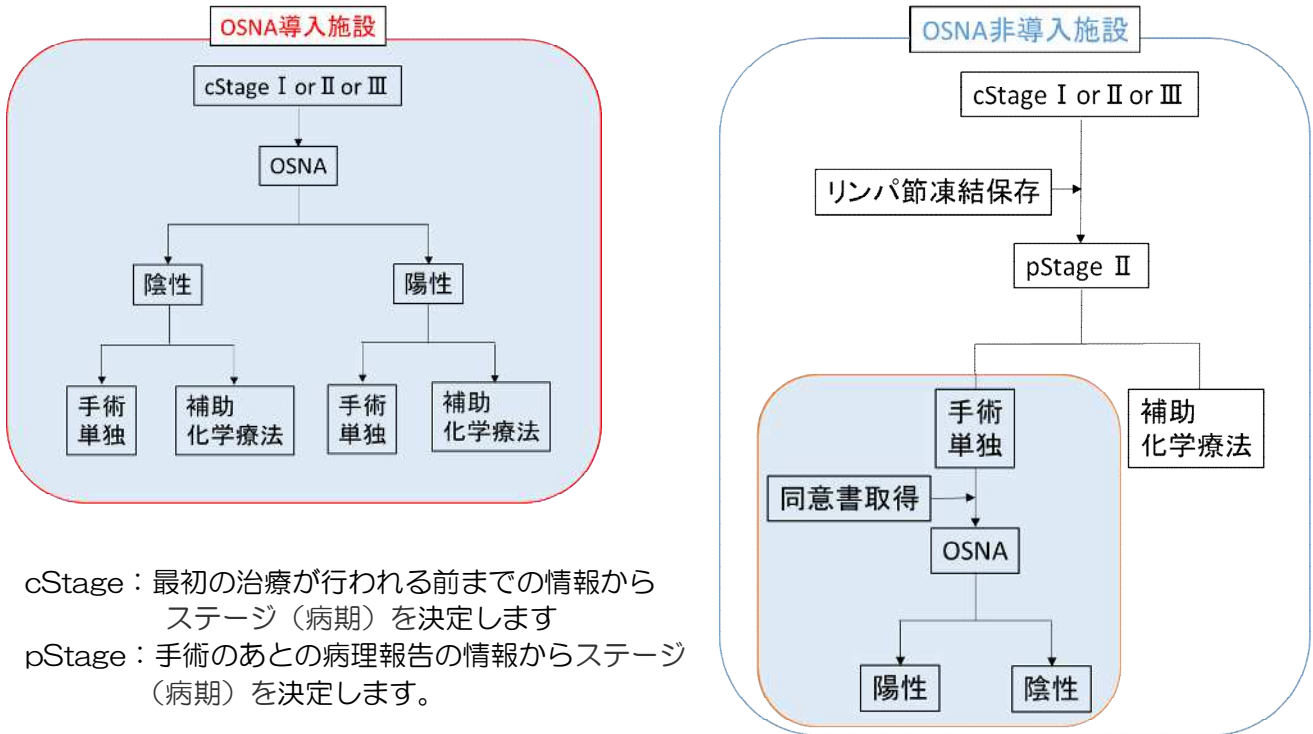 OSNA導入施設
cStage Ⅰ or Ⅱ or Ⅲ
OSNA
陰性
陽性
手術
単独
補助
化学療法
手術
単独
補助
化学療法
cStage：最初の治療が行われる前までの情報から
ステージ（病期）を決定します
pStage：手術のあとの病理報告の情報からステージ
（病期）を決定します。
OSNA非導入施設
cStage Ⅰ or Ⅱ or Ⅲ
リンパ節凍結保存
pStage Ⅱ
手術
単独
補助
化学療法
同意書取得
OSNA
陽性
陰性